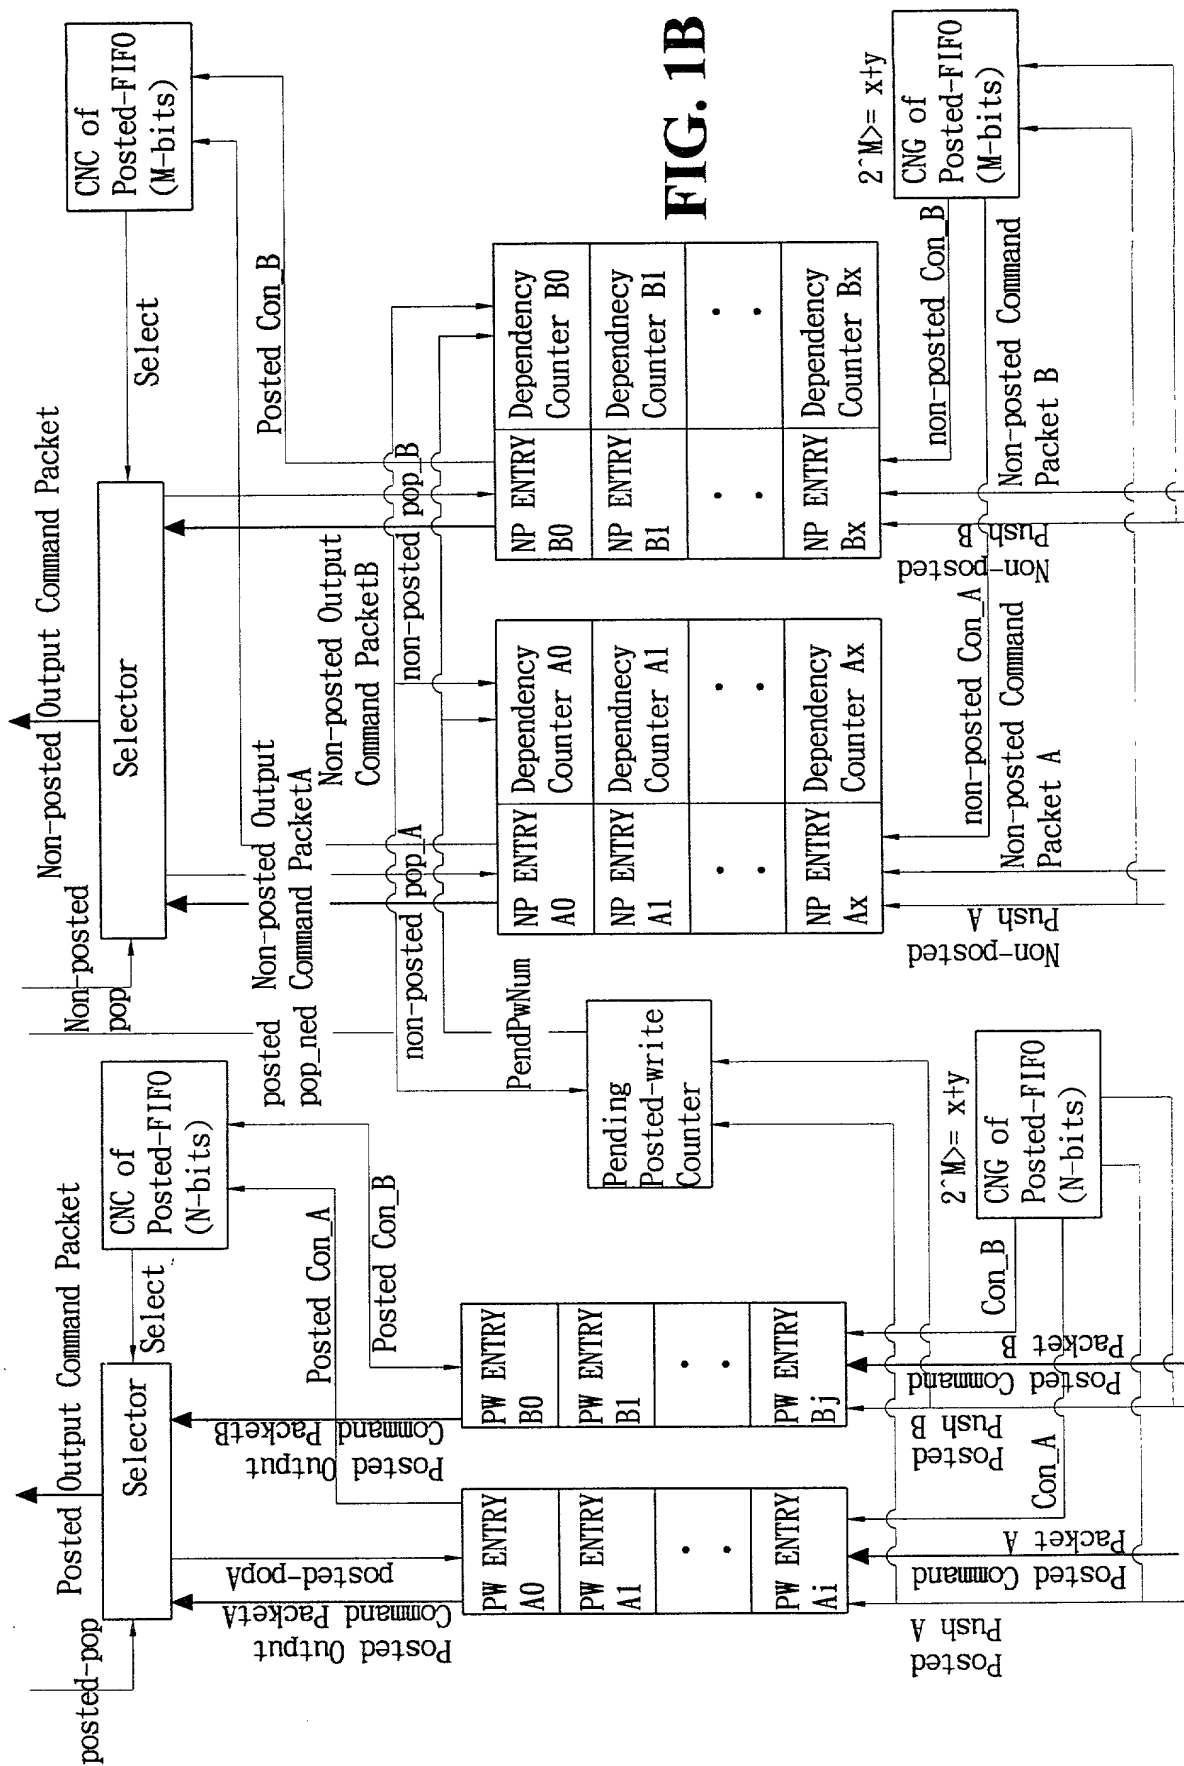 posted-pop
Posted Output Command Packet
Selector
Select
CNC of
Posted-FIFO
(N-bits)
Posted Output
Command PacketA
posted-popA
Posted Output
Command PacketB
Posted Con_A
Posted Con_B
PW ENTRY
A0
PW ENTRY
A1
PW ENTRY
Ai
PW ENTRY
B0
PW ENTRY
B1
PW ENTRY
Bj
Posted
Push A
Posted Command
Packet A
Con_A
Posted
Push B
Posted Command
Packet B
Con_B
2^M>= x+y
CNG of
Posted-FIFO
(N-bits)
Pending
Posted-write
Counter
PendPwNum
posted
pop_ned
Non-posted
pop
Non-posted Output Command Packet
Selector
Select
CNC of
Posted-FIFO
(M-bits)
Non-posted Output
Command PacketA
non-posted pop_A
Non-posted Output
Command PacketB
non-posted pop_B
Posted Con_B
NP ENTRY
A0
Dependency
Counter A0
NP ENTRY
A1
Dependnecy
Counter A1
NP ENTRY
Ax
Dependency
Counter Ax
NP ENTRY
B0
Dependency
Counter B0
NP ENTRY
B1
Dependnecy
Counter B1
NP ENTRY
Bx
Dependency
Counter Bx
Non-posted
Push A
Non-posted Command
Packet A
non-posted Con_A
Non-posted
Push B
Non-posted Command
Packet B
non-posted Con_B
2^M>= x+y
CNG of
Posted-FIFO
(M-bits)
FIG. 1B